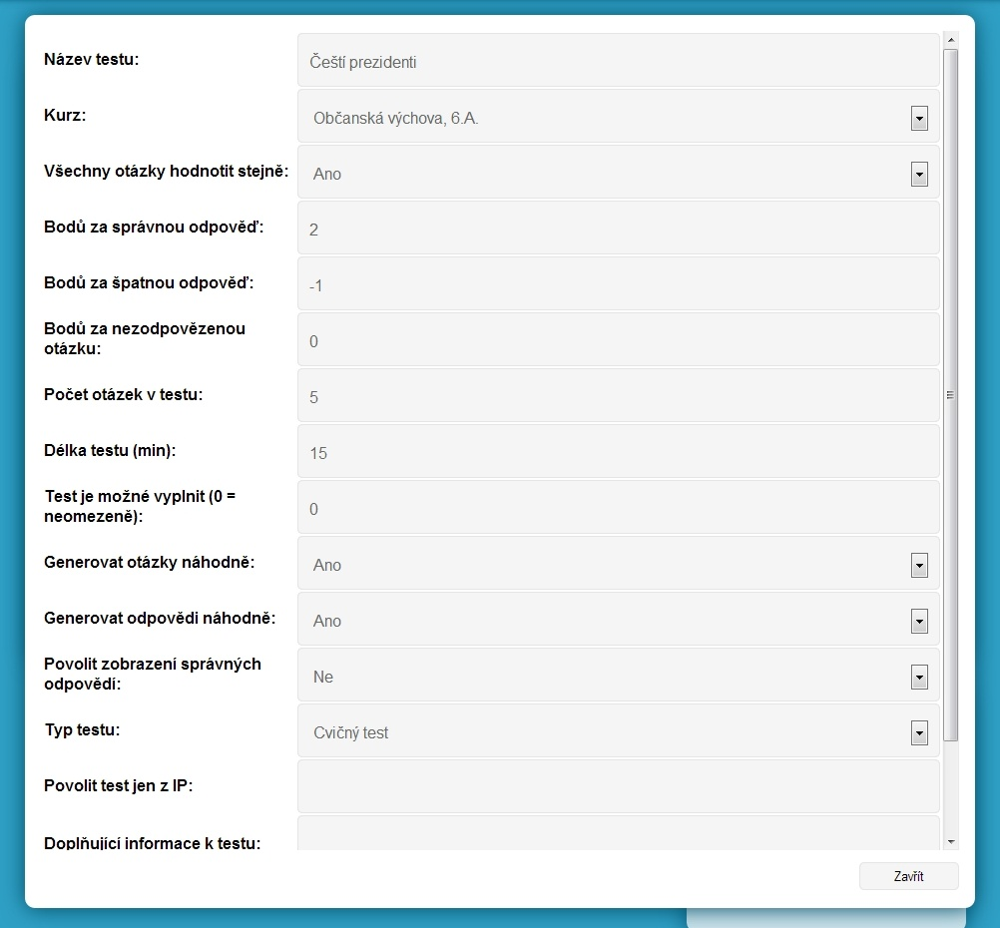 Název testu:
Čeští prezidenti
Kurz:
Občanská výchova, 6.A.
Všechny otázky hodnotit stejně:
Ano
Bodů za správnou odpověď:
2
Bodů za špatnou odpověď:
-1
Bodů za nezodpovězenou
otázku:
0
Počet otázek v testu:
5
Délka testu (min):
15
Test je možné vyplnit (0 =
neomezeně):
0
Generovat otázky náhodně:
Ano
Generovat odpovědi náhodně:
Ano
Povolit zobrazení správných
odpovědí:
Ne
Typ testu:
Cvičný test
Povolit test jen z IP:
Doplňující informace k testu:
Zavřít